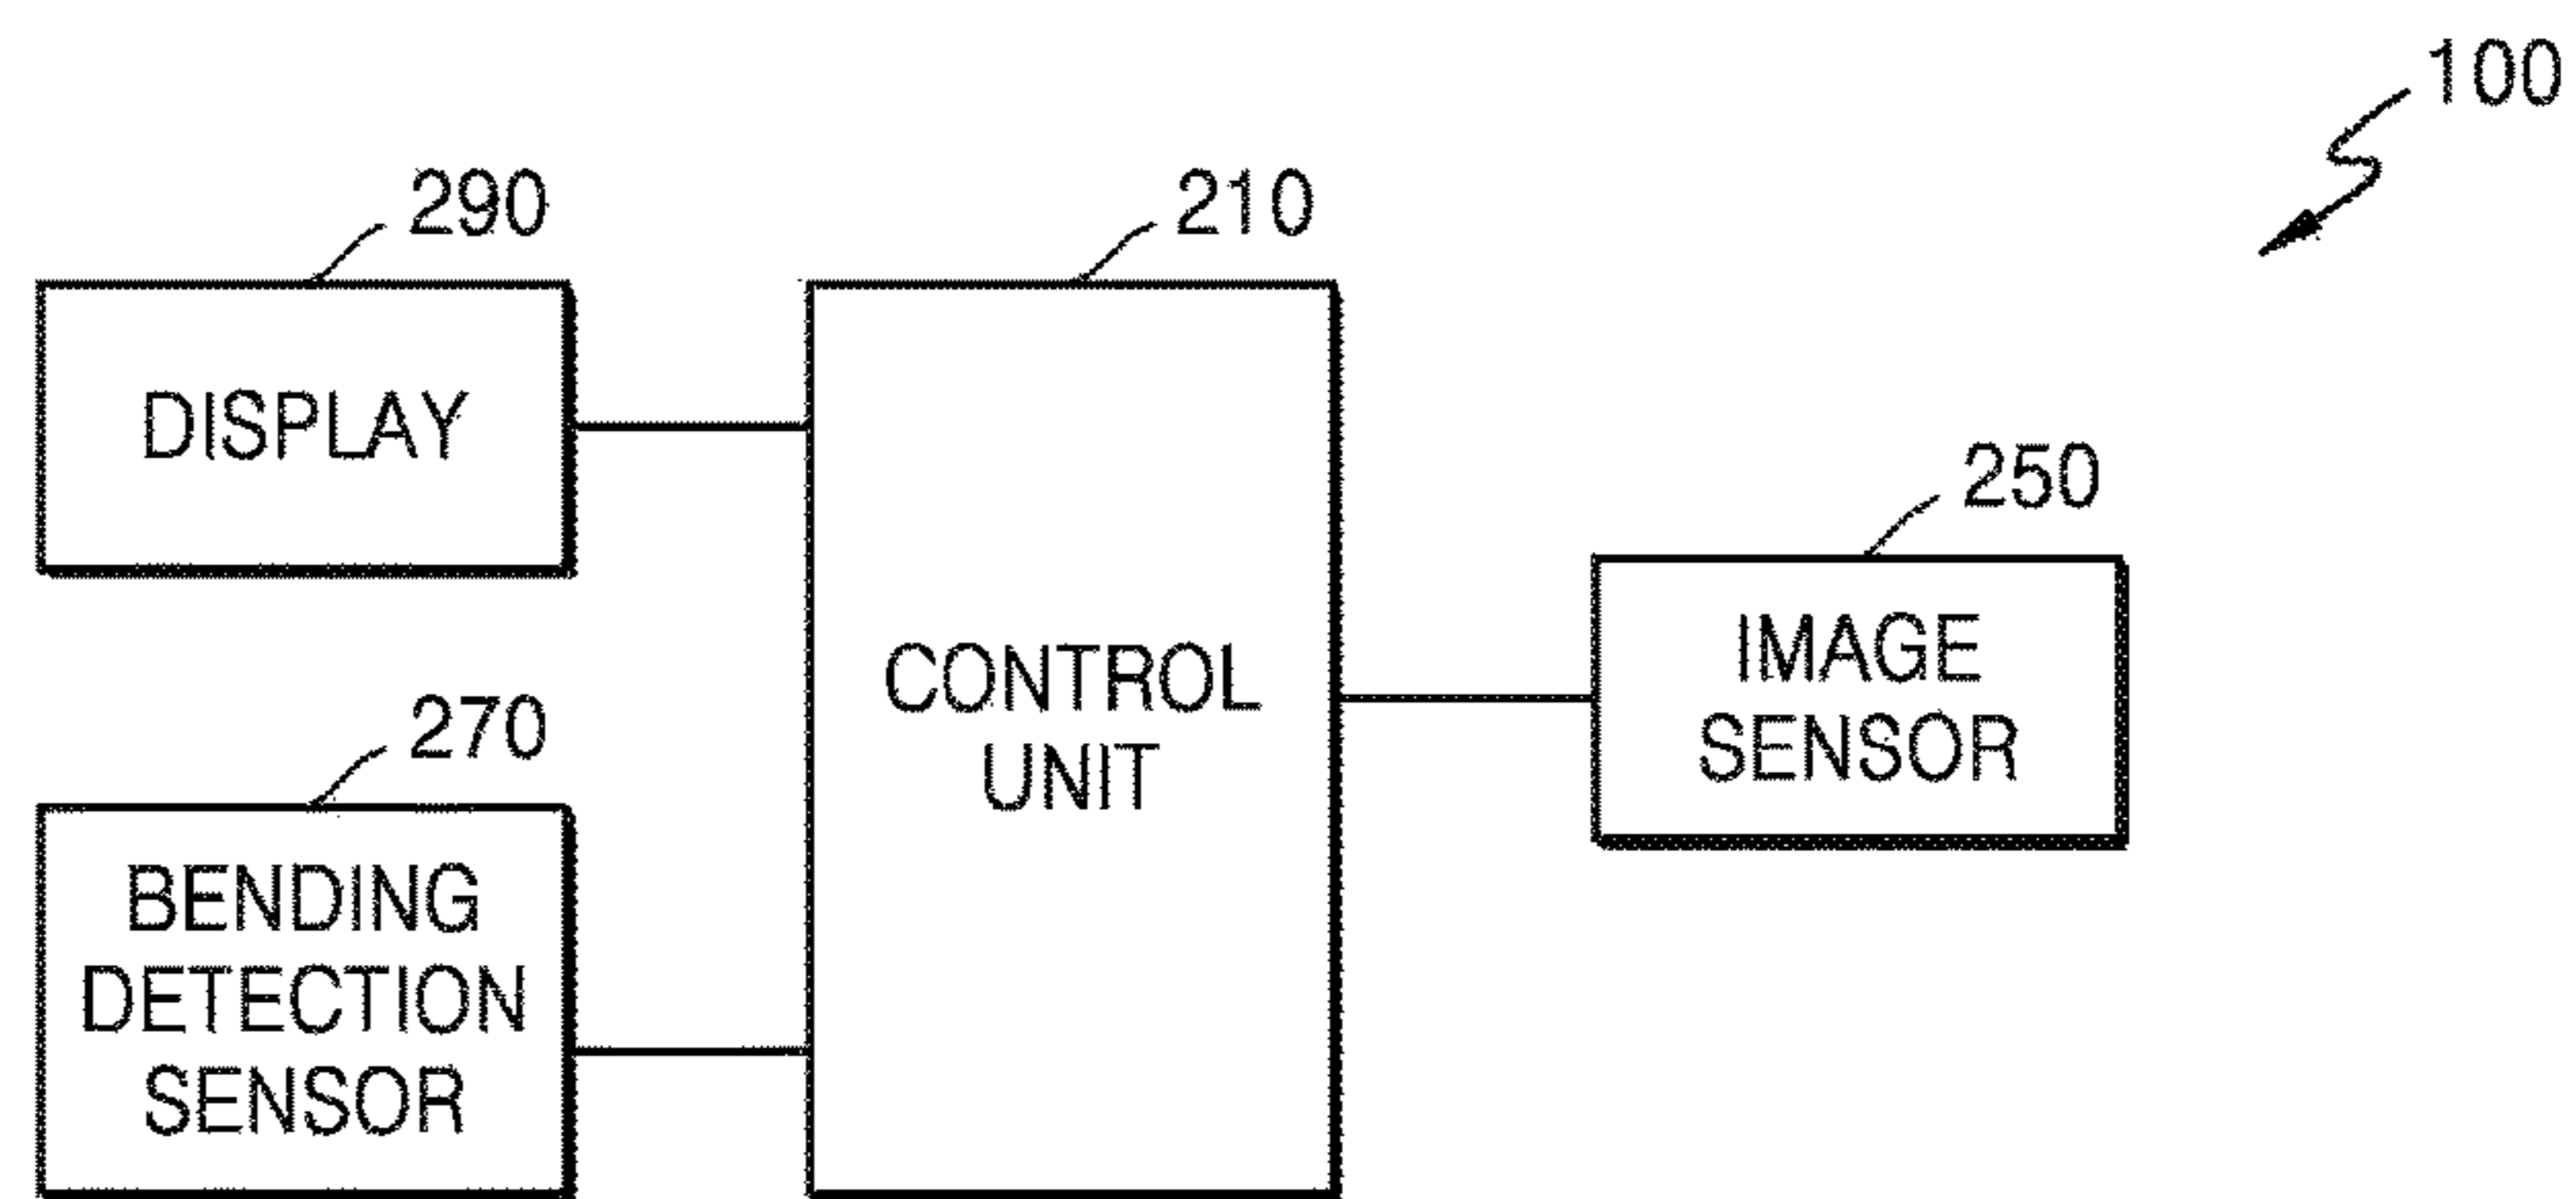 100
290
DISPLAY
210
CONTROL
UNIT
250
IMAGE
SENSOR
270
BENDING
DETECTION
SENSOR